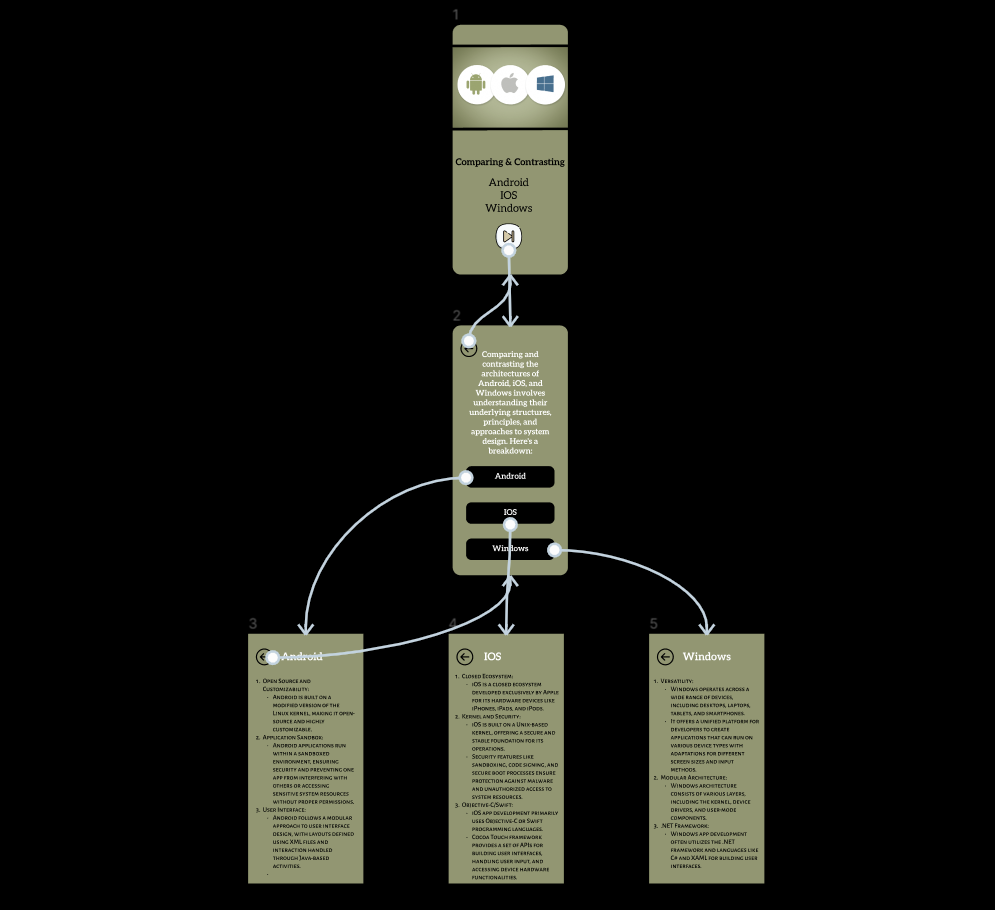 1
Comparing & Contrasting
Android
IOS
Windows
2
Comparing and
contrasting the
architectures of
Android, iOS, and
Windows involves
understanding their
underlying structures,
principles, and
approaches to system
design. Here's a
breakdown:
Android
IOS
Windows
3
Android
1. Open Source and
Customizability:
- Android is built on a
modified version of the
Linux kernel, making it open-
source and highly
customizable.
2. Application Sandbox:
- Android applications run
within a sandboxed
environment, ensuring
security and preventing one
app from interfering with
others or accessing
sensitive system resources
without proper permissions.
3. User Interface:
- Android follows a modular
approach to user interface
design, with layouts defined
using XML files and
interaction handled
through Java-based
activities.
-
4
IOS
1. Closed Ecosystem:
- iOS is a closed ecosystem
developed exclusively by Apple
for its hardware devices like
iPhones, iPads, and iPods.
2. Kernel and Security:
- iOS is built on a Unix-based
kernel, offering a secure and
stable foundation for its
operations.
- Security features like
sandboxing, code signing, and
secure boot processes ensure
protection against malware
and unauthorized access to
system resources.
3. Objective-C/Swift:
- iOS app development primarily
uses Objective-C or Swift
programming languages.
- Cocoa Touch framework
provides a set of APIs for
building user interfaces,
handling user input, and
accessing device hardware
functionalities.
5
Windows
1. Versatility:
- Windows operates across a
wide range of devices,
including desktops, laptops,
tablets, and smartphones.
- It offers a unified platform for
developers to create
applications that can run on
various device types with
adaptations for different
screen sizes and input
methods.
2. Modular Architecture:
- Windows architecture
consists of various layers,
including the kernel, device
drivers, and user-mode
components.
3. .NET Framework:
- Windows app development
often utilizes the .NET
framework and languages like
C# and XAML for building user
interfaces.